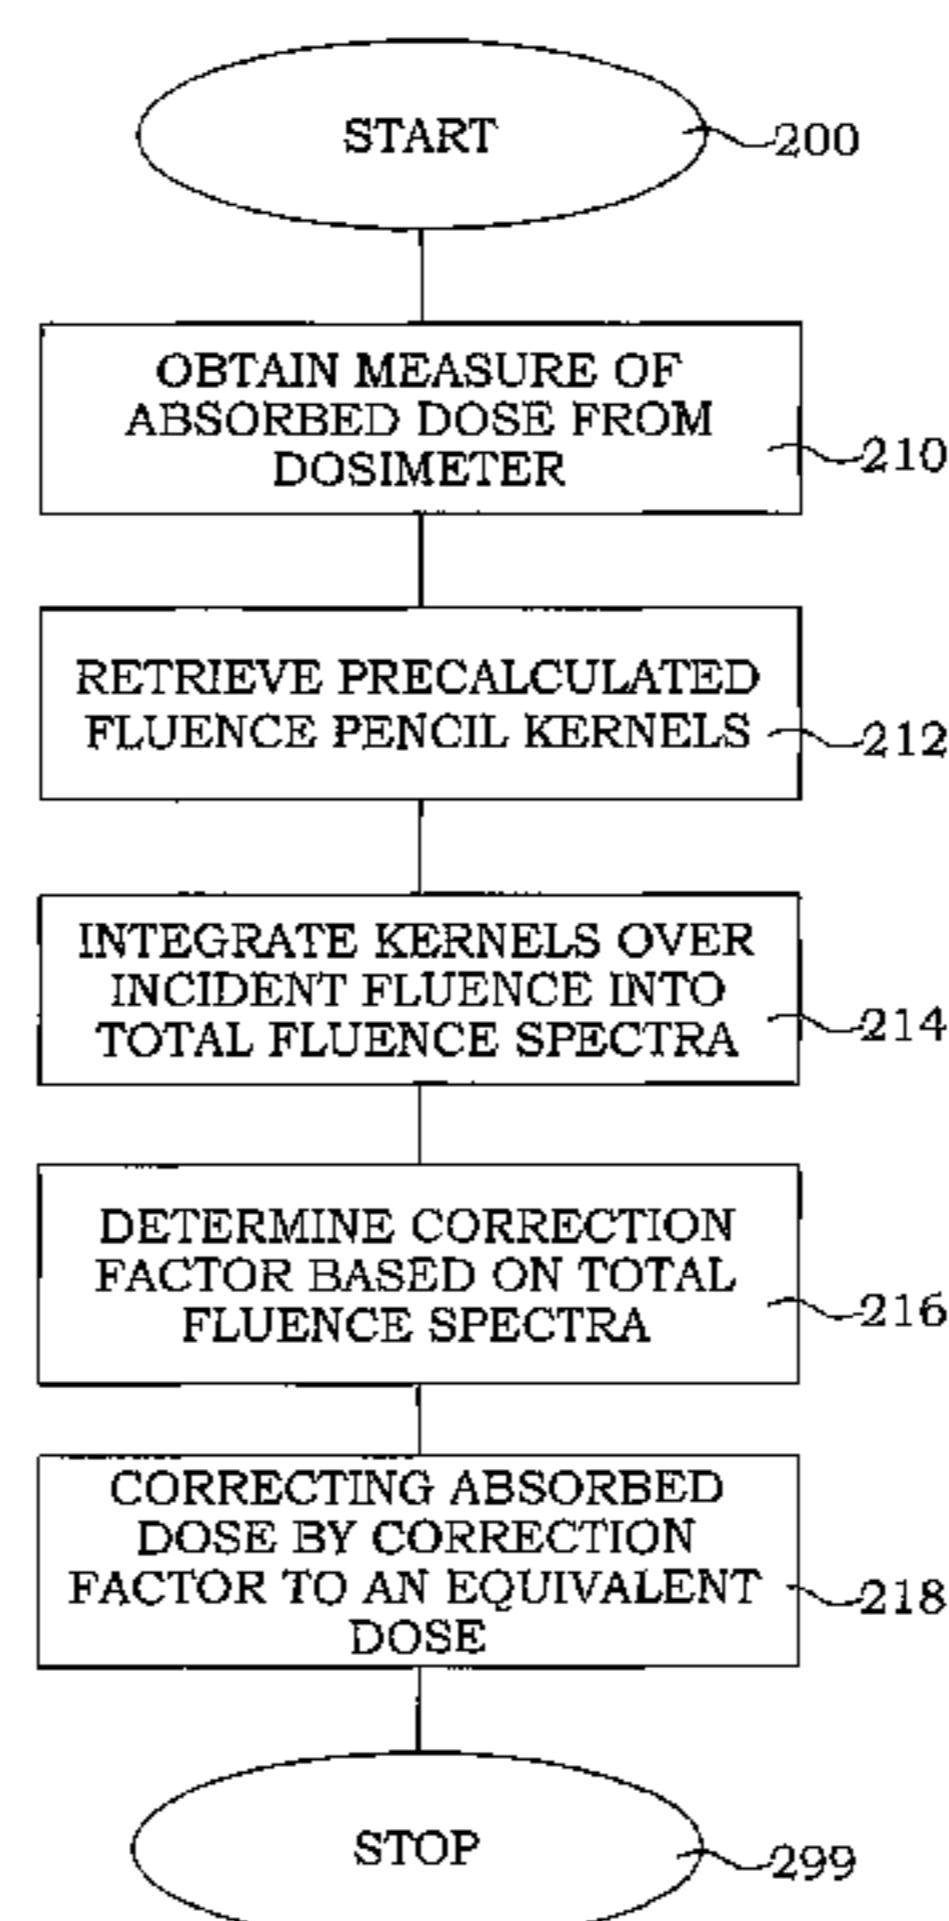 START
200
OBTAIN MEASURE OF
ABSORBED DOSE FROM
DOSIMETER
210
RETRIEVE PRECALCULATED
FLUENCE PENCIL KERNELS
212
INTEGRATE KERNELS OVER
INCIDENT FLUENCE INTO
TOTAL FLUENCE SPECTRA
214
DETERMINE CORRECTION
FACTOR BASED ON TOTAL
FLUENCE SPECTRA
216
CORRECTING ABSORBED
DOSE BY CORRECTION
FACTOR TO AN EQUIVALENT
DOSE
218
STOP
299